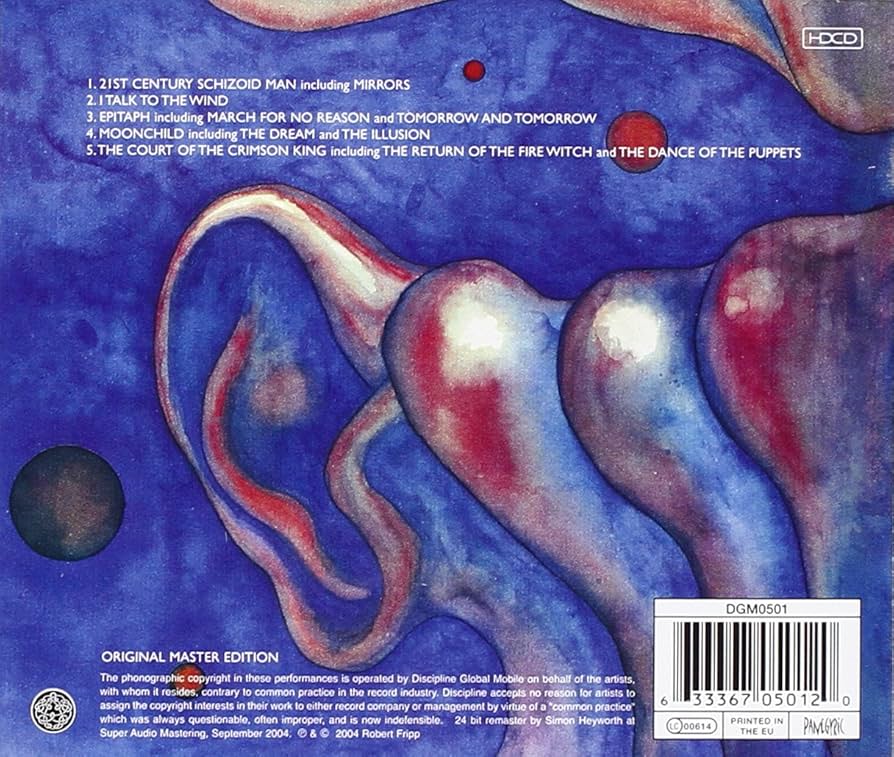 HDCD
1. 21ST CENTURY SCHIZOID MAN including MIRRORS
2. I TALK TO THE WIND
3. EPITAPH including MARCH FOR NO REASON and TOMORROW AND TOMORROW
4. MOONCHILD including THE DREAM and THE ILLUSION
5. THE COURT OF THE CRIMSON KING including THE RETURN OF THE FIRE WITCH and THE DANCE OF THE PUPPETS
ORIGINAL MASTER EDITION
The phonographic copyright in these performances is operated by Discipline Global Mobile on behalf of the artists,
with whom it resides, contrary to common practice in the record industry. Discipline accepts no reason for artists to
assign the copyright interests in their work to either record company or management by virtue of a "common practice"
which was always questionable, often improper, and is now indefensible. 24 bit remaster by Simon Heyworth at
Super Audio Mastering, September 2004. ℗ & © 2004 Robert Fripp
DGM0501
6 33367 05012 0
LC 00614
PRINTED IN
THE EU
PANEGYRIC